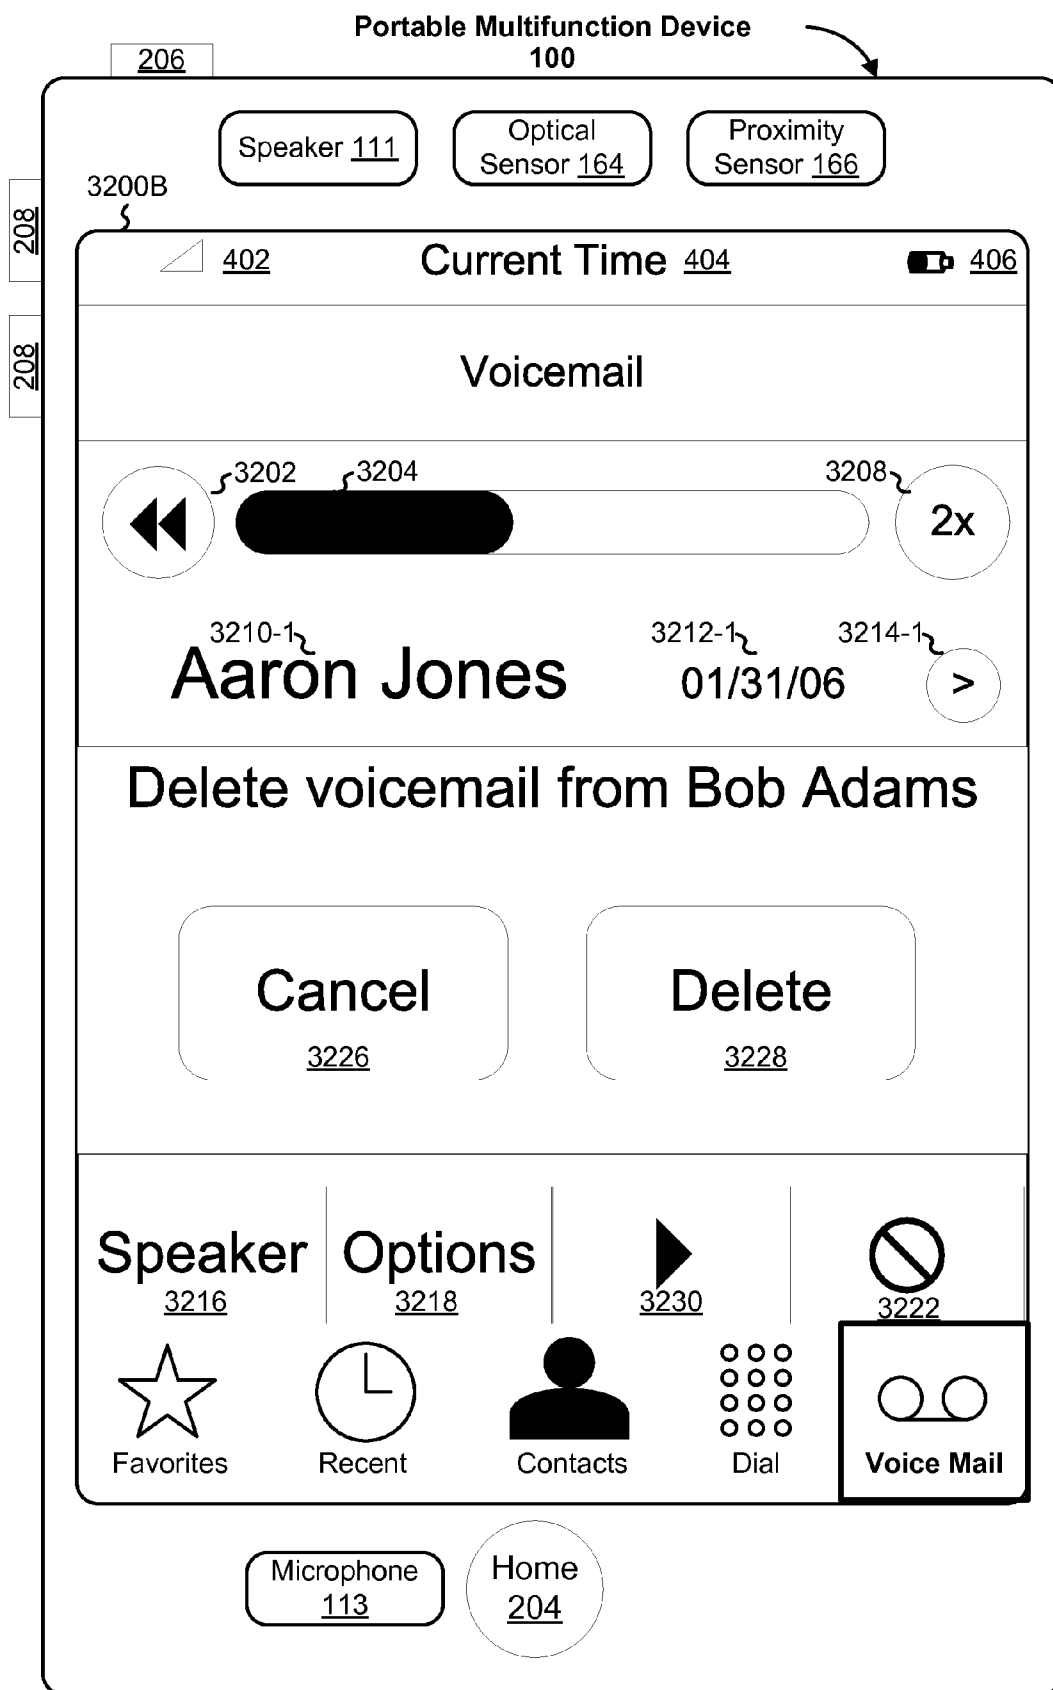 Portable Multifunction Device
100
206
Speaker 111
Optical
Sensor 164
Proximity
Sensor 166
3200B
208
208
402
Current Time 404
406
Voicemail
3202
3204
3208
2x
3210-1
3212-1
3214-1
Aaron Jones
01/31/06
>
Delete voicemail from Bob Adams
Cancel
3226
Delete
3228
Speaker
3216
Options
3218
3230
3222
Favorites
Recent
Contacts
Dial
Voice Mail
Microphone
113
Home
204